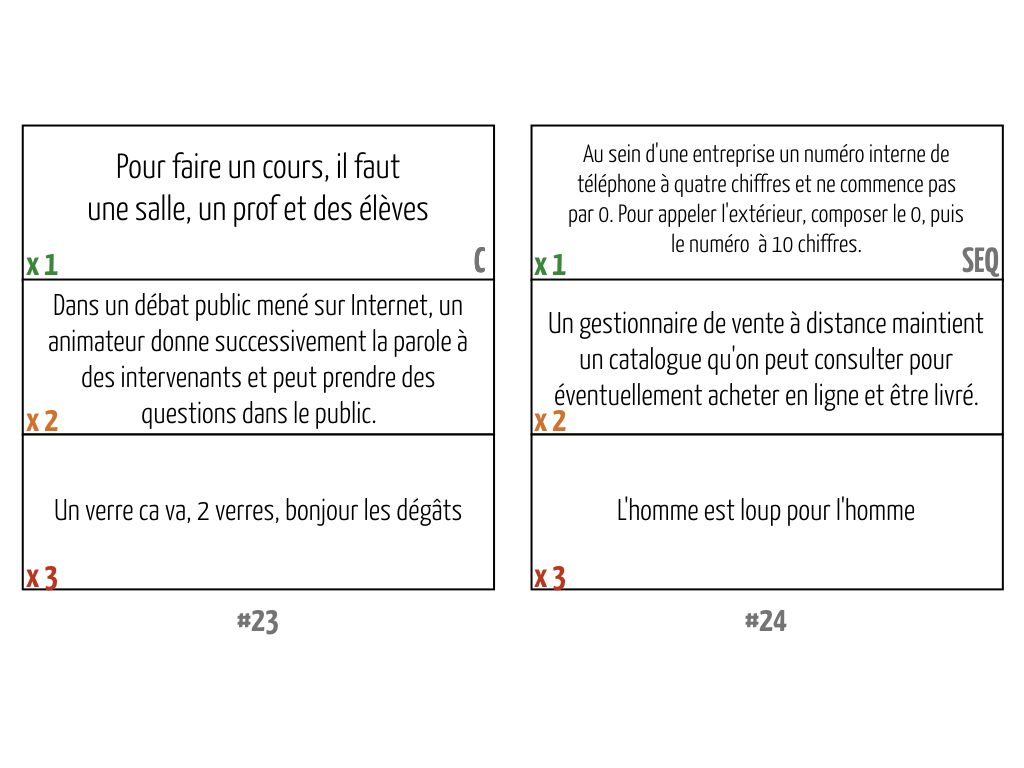 Pour faire un cours, il faut
une salle, un prof et des élèves
x 1
C
Dans un débat public mené sur Internet, un
animateur donne successivement la parole à
des intervenants et peut prendre des
questions dans le public.
x 2
Un verre ca va, 2 verres, bonjour les dégâts
x 3
#23
Au sein d'une entreprise un numéro interne de
téléphone à quatre chiffres et ne commence pas
par 0. Pour appeler l'extérieur, composer le 0, puis
le numéro  à 10 chiffres.
x 1
SEQ
Un gestionnaire de vente à distance maintient
un catalogue qu'on peut consulter pour
éventuellement acheter en ligne et être livré.
x 2
L'homme est loup pour l'homme
x 3
#24